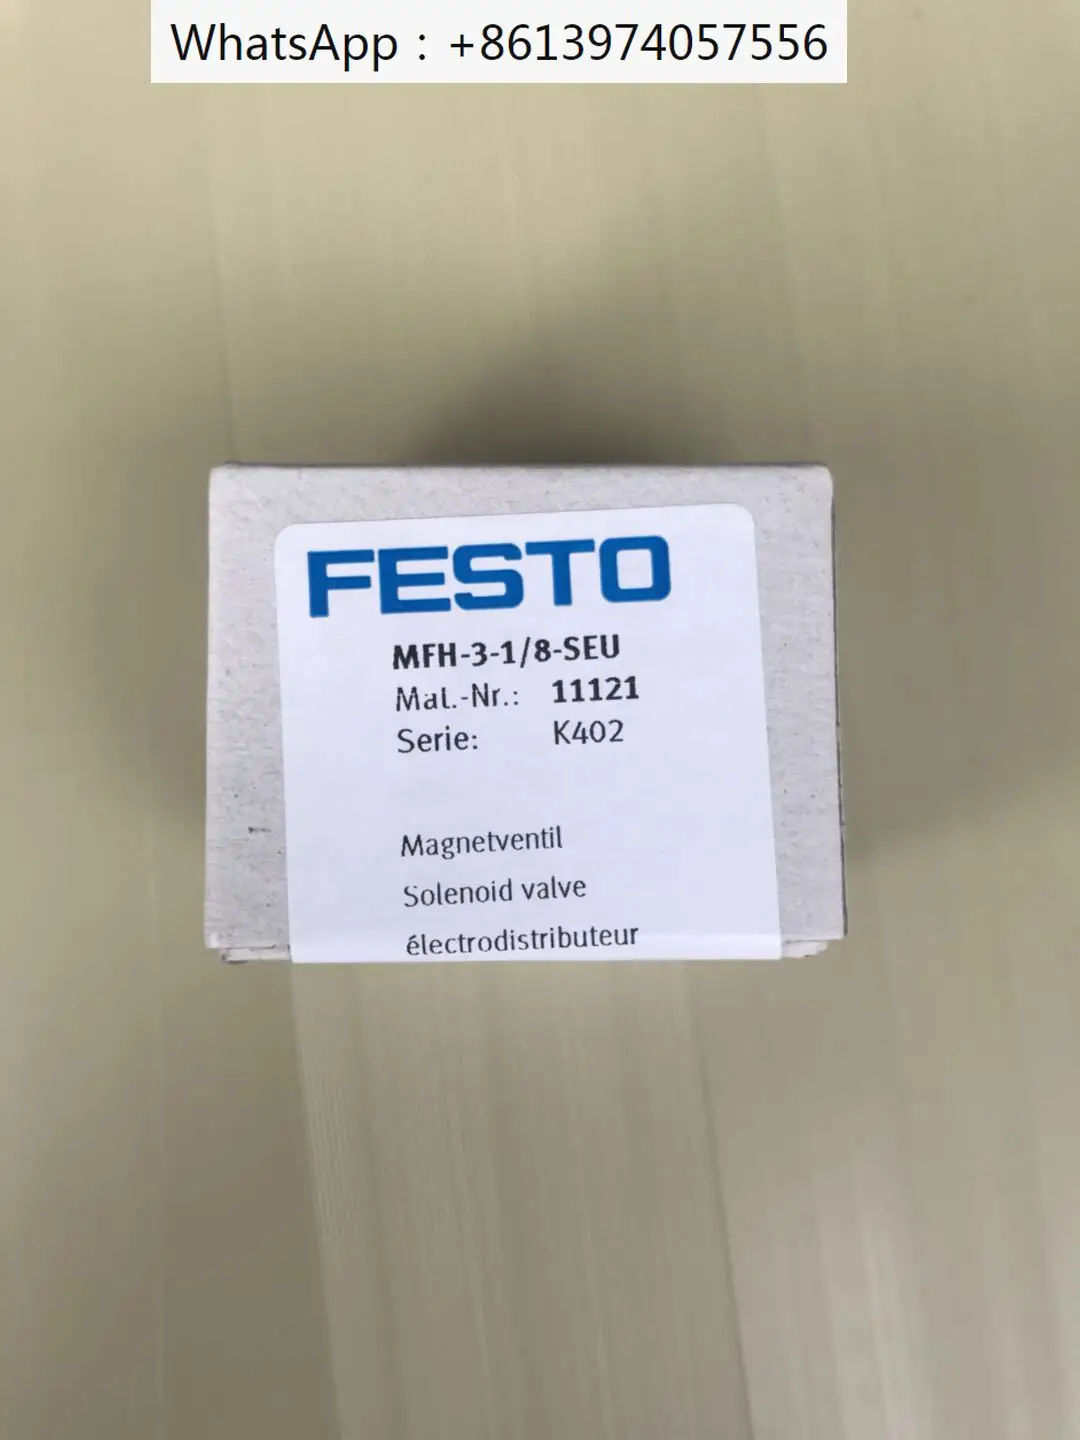 WhatsApp：+8613974057556
FESTO
MFH-3-1/8-SEU
Mat.-Nr.: 11121
Serie: K402
Magnetventil
Solenoid valve
électrodistributeur